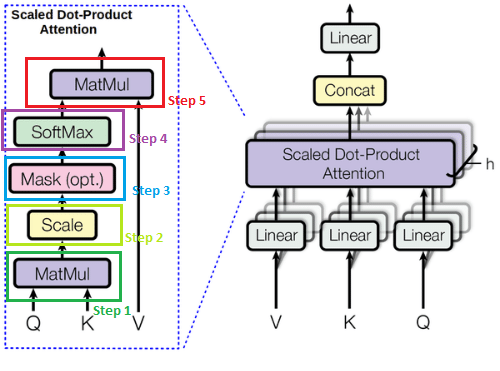 Scaled Dot-Product
Attention
MatMul
Step 5
SoftMax
Step 4
Mask (opt.)
Step 3
Scale
Step 2
MatMul
Step 1
Q K V
Linear
Concat
Scaled Dot-Product
Attention
h
Linear Linear Linear
V K Q